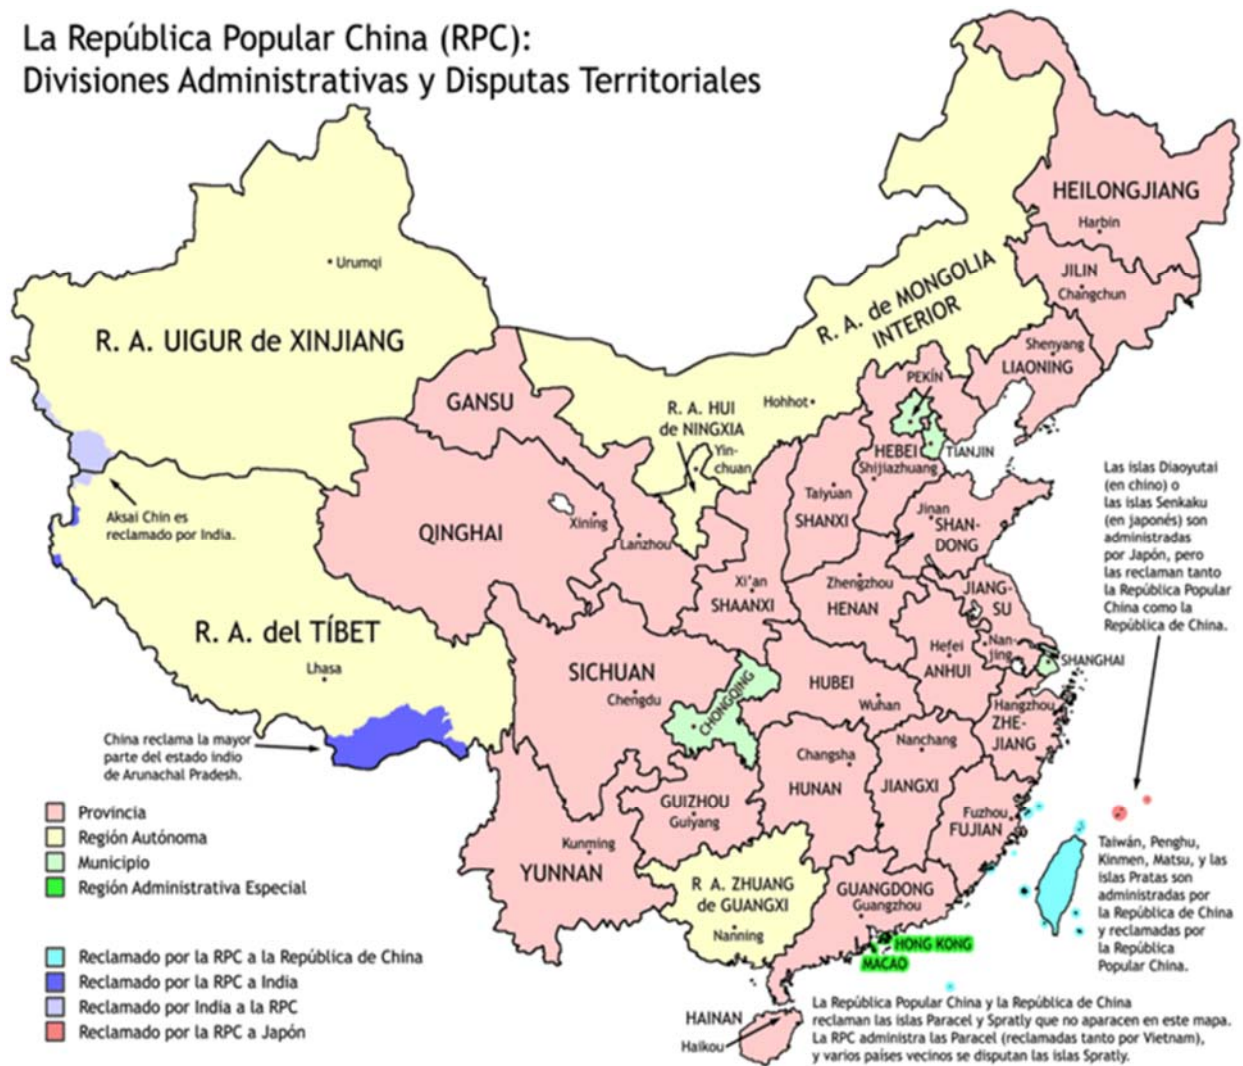 La República Popular China (RPC):
Divisiones Administrativas y Disputas Territoriales
HEILONGJIANG
Harbin
JILIN
Changchun
Urumqi
R. A. de MONGOLIA
INTERIOR
R. A. UIGUR de XINJIANG
Shenyang
LIAONING
PEKÍN
GANSU
R. A. HUI
de NINGXIA
Hohhot
Yin-
chuan
HEBEI
TIANJIN
Shijiazhuang
Las islas Diaoyutai
(en chino) o
las islas Senkaku
(en japonés) son
administradas
por Japón, pero
las reclaman tanto
la República Popular
China como la
República de China.
Taiyuan
SHANXI
Jinan
SHAN-
DONG
Aksai Chin es
reclamado por India.
QINGHAI
Xining
Lanzhou
Xi'an
SHAANXI
Zhengzhou
HENAN
JIANG-
SU
R. A. del TÍBET
Lhasa
Nan-
jing
Hefei
ANHUI
SHANGHAI
SICHUAN
Chengdu
CHONGQING
HUBEI
Wuhan
Hangzhou
ZHE-
JIANG
China reclama la mayor
parte del estado indio
de Arunachal Pradesh.
Changsha
HUNAN
Nanchang
JIANGXI
GUIZHOU
Guiyang
Fuzhou
FUJIAN
Kunming
YUNNAN
R A. ZHUANG
de GUANGXI
Nanning
GUANGDONG
Guangzhou
HONG KONG
MACAO
Taiwán, Penghu,
Kinmen, Matsu, y las
islas Pratas son
administradas por
la República de China
y reclamadas por
la República
Popular China.
Provincia
Región Autónoma
Municipio
Región Administrativa Especial
Reclamado por la RPC a la República de China
Reclamado por la RPC a India
Reclamado por India a la RPC
Reclamado por la RPC a Japón
HAINAN
Haikou
La República Popular China y la República de China
reclaman las islas Paracel y Spratly que no aparecen en este mapa.
La RPC administra las Paracel (reclamadas tanto por Vietnam),
y varios países vecinos se disputan las islas Spratly.